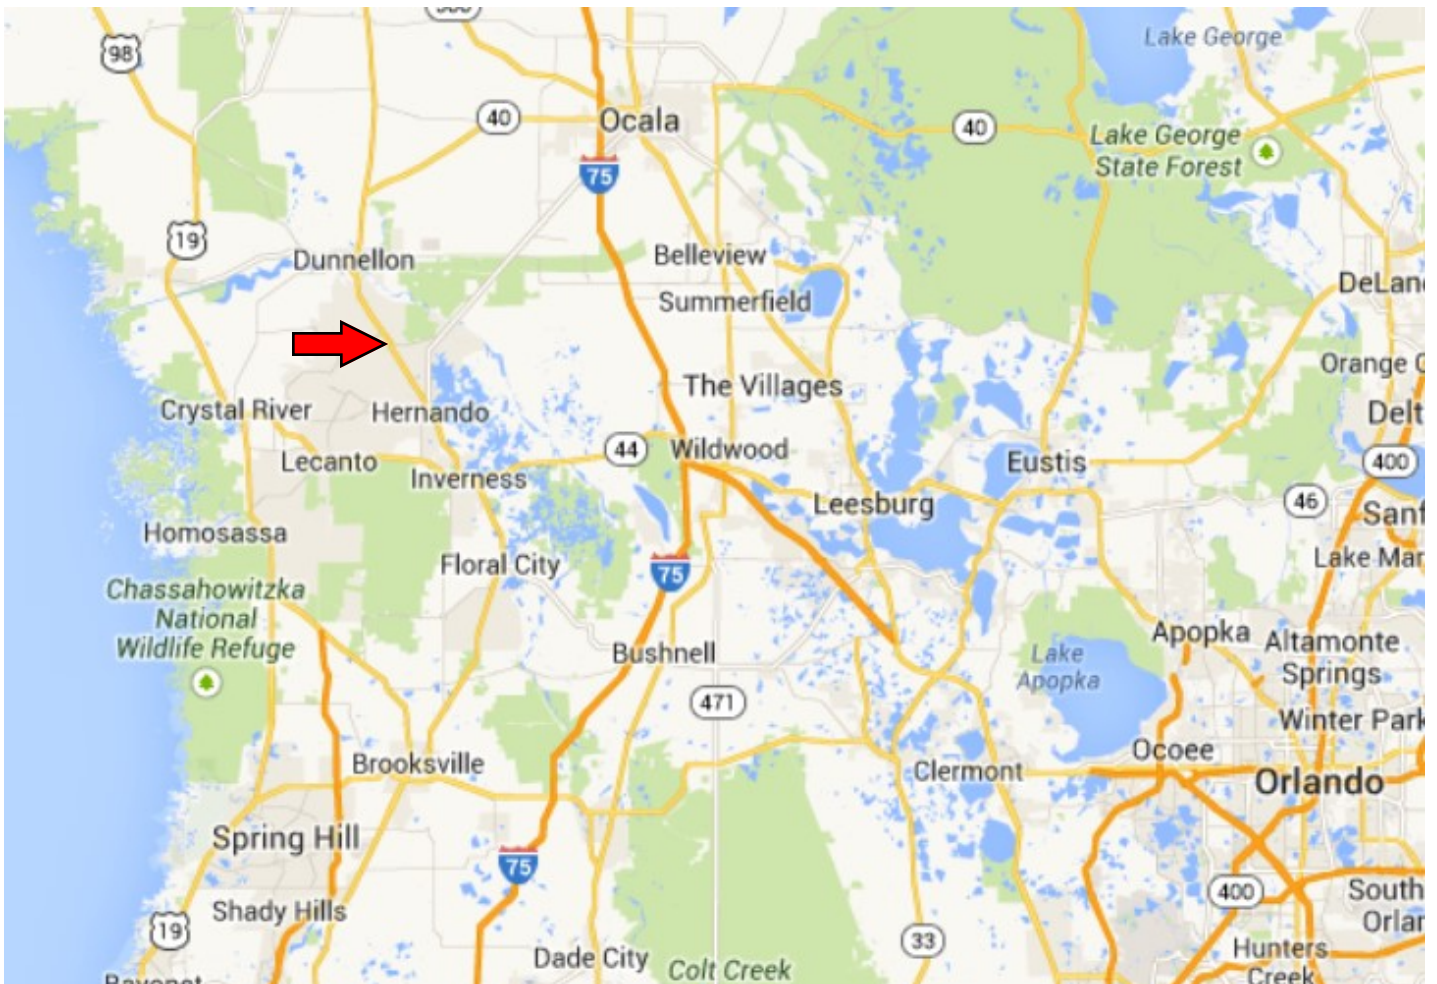 98
40
Ocala
75
40
Lake George
Lake George
State Forest
19
Dunnellon
Belleview
Summerfield
The Villages
Crystal River
Hernando
Lecanto
Inverness
44
Wildwood
Leesburg
Eustis
400
46
Homosassa
Floral City
75
Chassahowitzka
National
Wildlife Refuge
Bushnell
471
Lake
Apopka
Apopka
Altamonte
Springs
Winter Park
Brooksville
Clermont
Ocoee
Orlando
Spring Hill
75
400
South
Shady Hills
19
Dade City
Colt Creek
33
Hunters
Creek
DeLan
Orange
Delt
Sanf
Lake Mar
Orlar